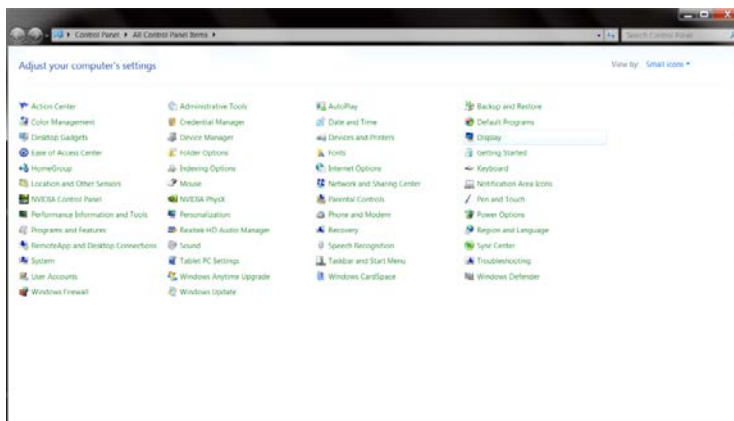 Control Panel All Control Panel Items
Search Control Panel
Adjust your computer's settings
View by: Small icons
Action Center Administrative Tools AutoPlay Backup and Restore
Color Management Credential Manager Date and Time Default Programs
Desktop Gadgets Device Manager Devices and Printers Display
Ease of Access Center Folder Options Fonts Getting Started
HomeGroup Indexing Options Internet Options Keyboard
Location and Other Sensors Mouse Network and Sharing Center Notification Area Icons
NVIDIA Control Panel NVIDIA PhysX Parental Controls Pen and Touch
Performance Information and Tools Personalization Phone and Modem Power Options
Programs and Features Realtek HD Audio Manager Recovery Region and Language
RemoteApp and Desktop Connections Sound Speech Recognition Sync Center
System Tablet PC Settings Taskbar and Start Menu Troubleshooting
User Accounts Windows Anytime Upgrade Windows CardSpace Windows Defender
Windows Firewall Windows Update